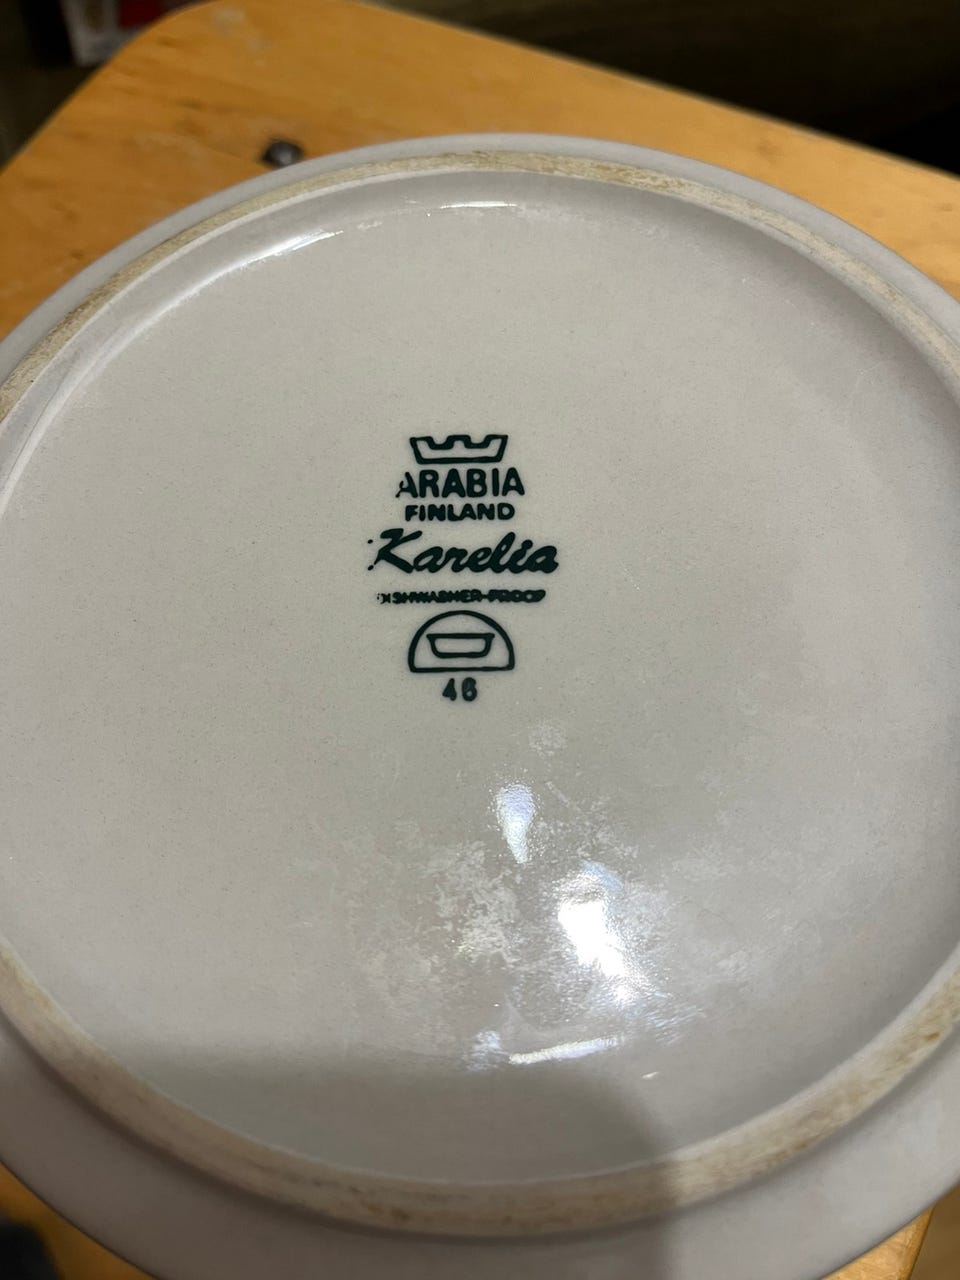 ARABIA
FINLAND
Karelia
DISHWASHER-PROOF
46